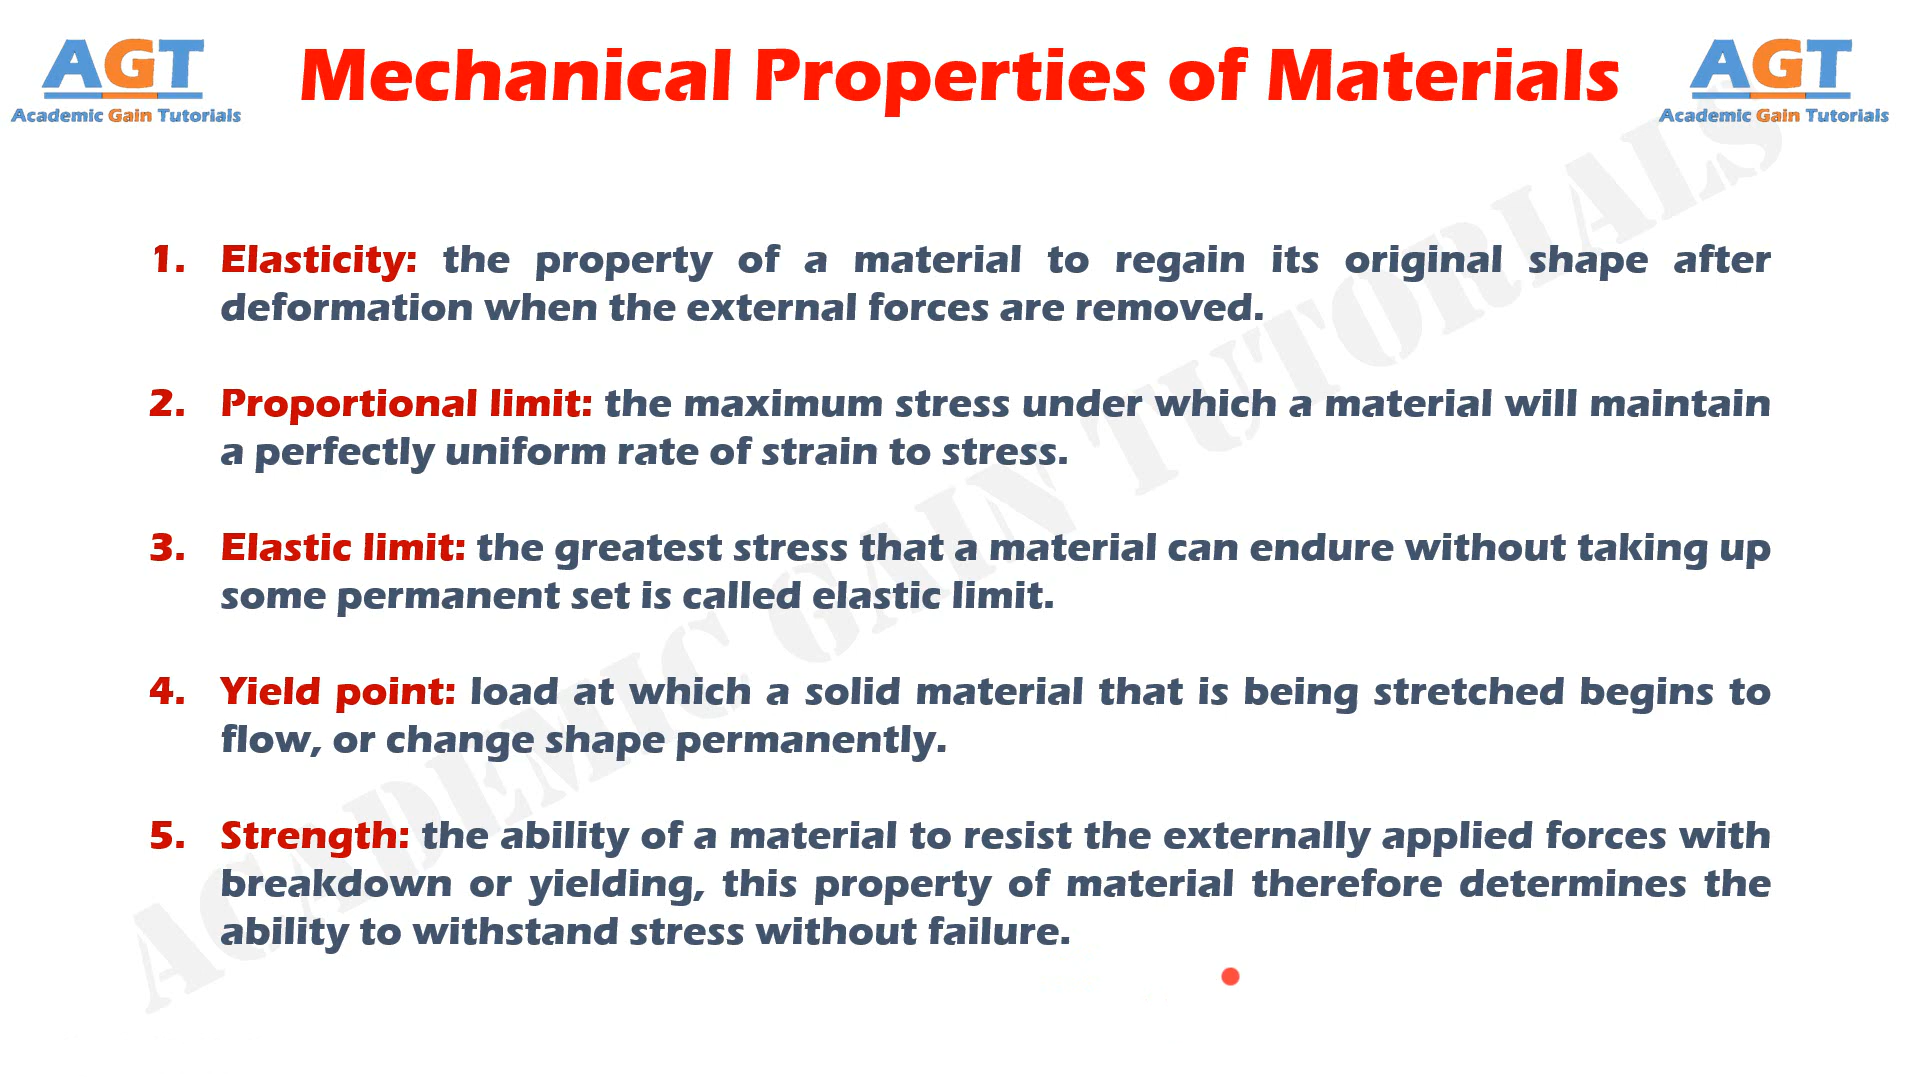 AGT
Academic Gain Tutorials
Mechanical Properties of Materials
AGT
Academic Gain Tutorials
1. Elasticity: the property of a material to regain its original shape after
deformation when the external forces are removed.
2. Proportional limit: the maximum stress under which a material will maintain
a perfectly uniform rate of strain to stress.
3. Elastic limit: the greatest stress that a material can endure without taking up
some permanent set is called elastic limit.
4. Yield point: load at which a solid material that is being stretched begins to
flow, or change shape permanently.
5. Strength: the ability of a material to resist the externally applied forces with
breakdown or yielding, this property of material therefore determines the
ability to withstand stress without failure.
ACADEMIC GAIN TUTORIALS